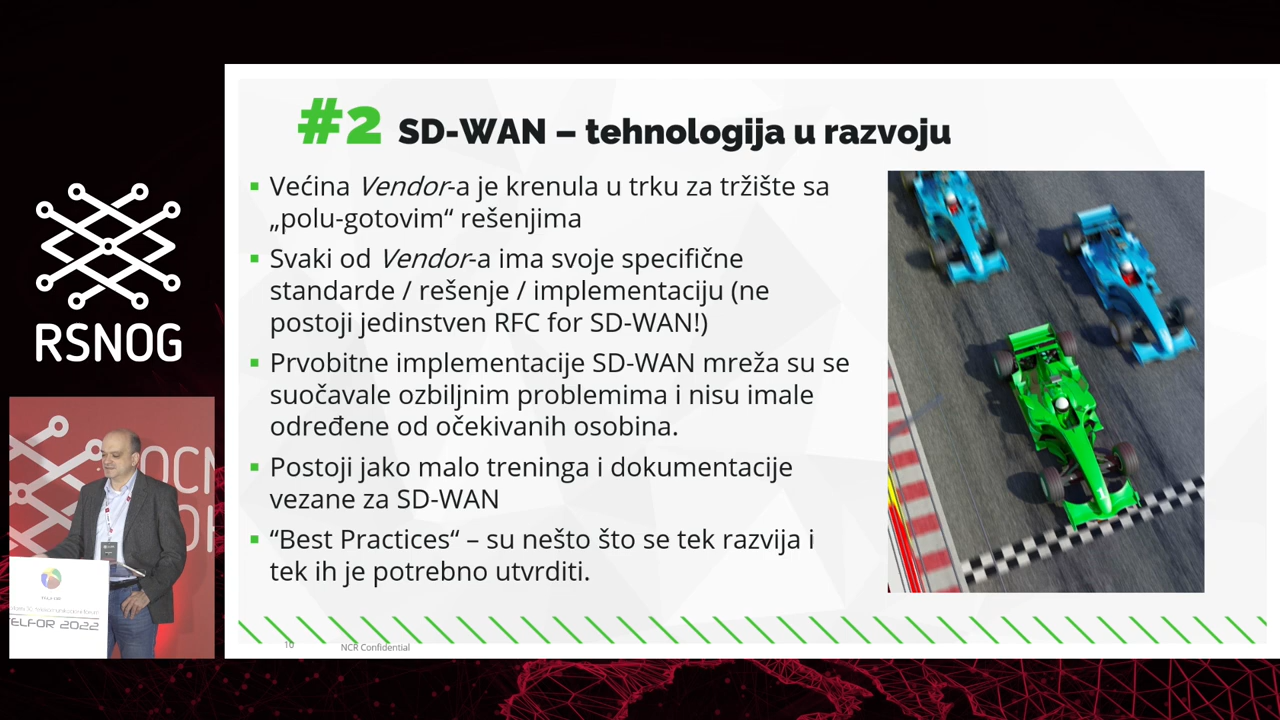 #2 SD-WAN – tehnologija u razvoju
Većina Vendor-a je krenula u trku za tržište sa
„polu-gotovim“ rešenjima
Svaki od Vendor-a ima svoje specifične
standarde / rešenje / implementaciju (ne
postoji jedinstven RFC for SD-WAN!)
Prvobitne implementacije SD-WAN mreža su se
suočavale ozbiljnim problemima i nisu imale
određene od očekivanih osobina.
Postoji jako malo treninga i dokumentacije
vezane za SD-WAN
“Best Practices“ – su nešto što se tek razvija i
tek ih je potrebno utvrditi.
10
NCR Confidential
RSNOG
TELFOR
TELFOR 2022
1